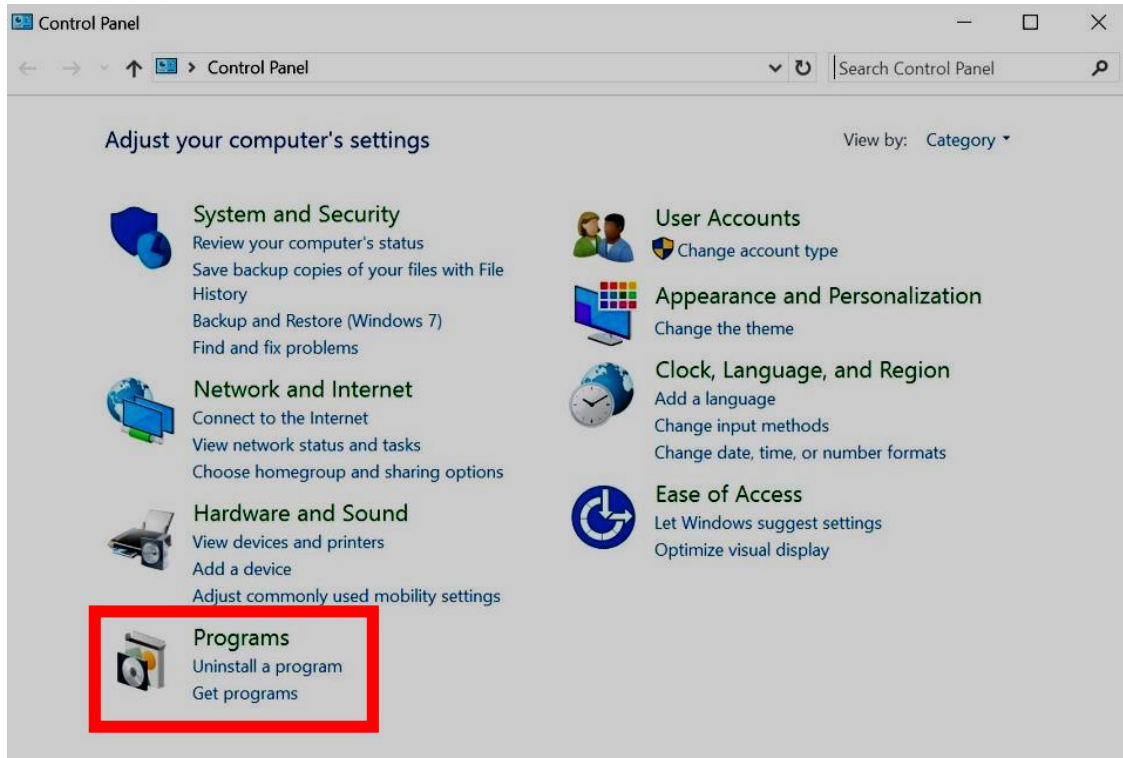 Control Panel
Control Panel
Search Control Panel
Adjust your computer's settings
View by: Category
System and Security
Review your computer's status
Save backup copies of your files with File
History
Backup and Restore (Windows 7)
Find and fix problems
Network and Internet
Connect to the Internet
View network status and tasks
Choose homegroup and sharing options
Hardware and Sound
View devices and printers
Add a device
Adjust commonly used mobility settings
Programs
Uninstall a program
Get programs
User Accounts
Change account type
Appearance and Personalization
Change the theme
Clock, Language, and Region
Add a language
Change input methods
Change date, time, or number formats
Ease of Access
Let Windows suggest settings
Optimize visual display